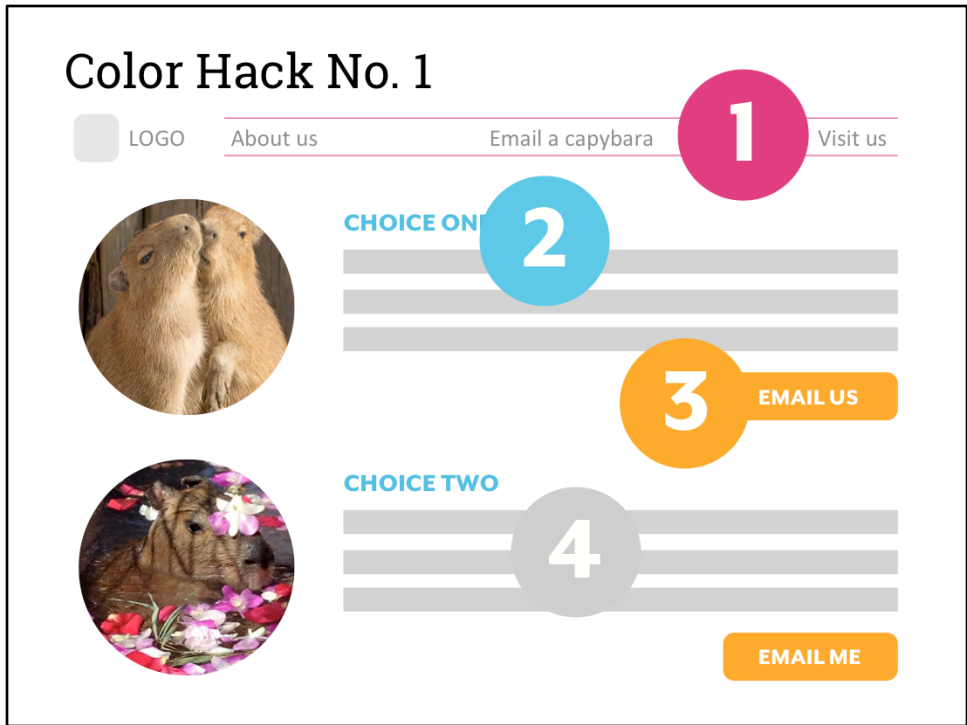 Color Hack No. 1
LOGO About us Email a capybara 1 Visit us
CHOICE ON 2
3 EMAIL US
CHOICE TWO
4
EMAIL ME